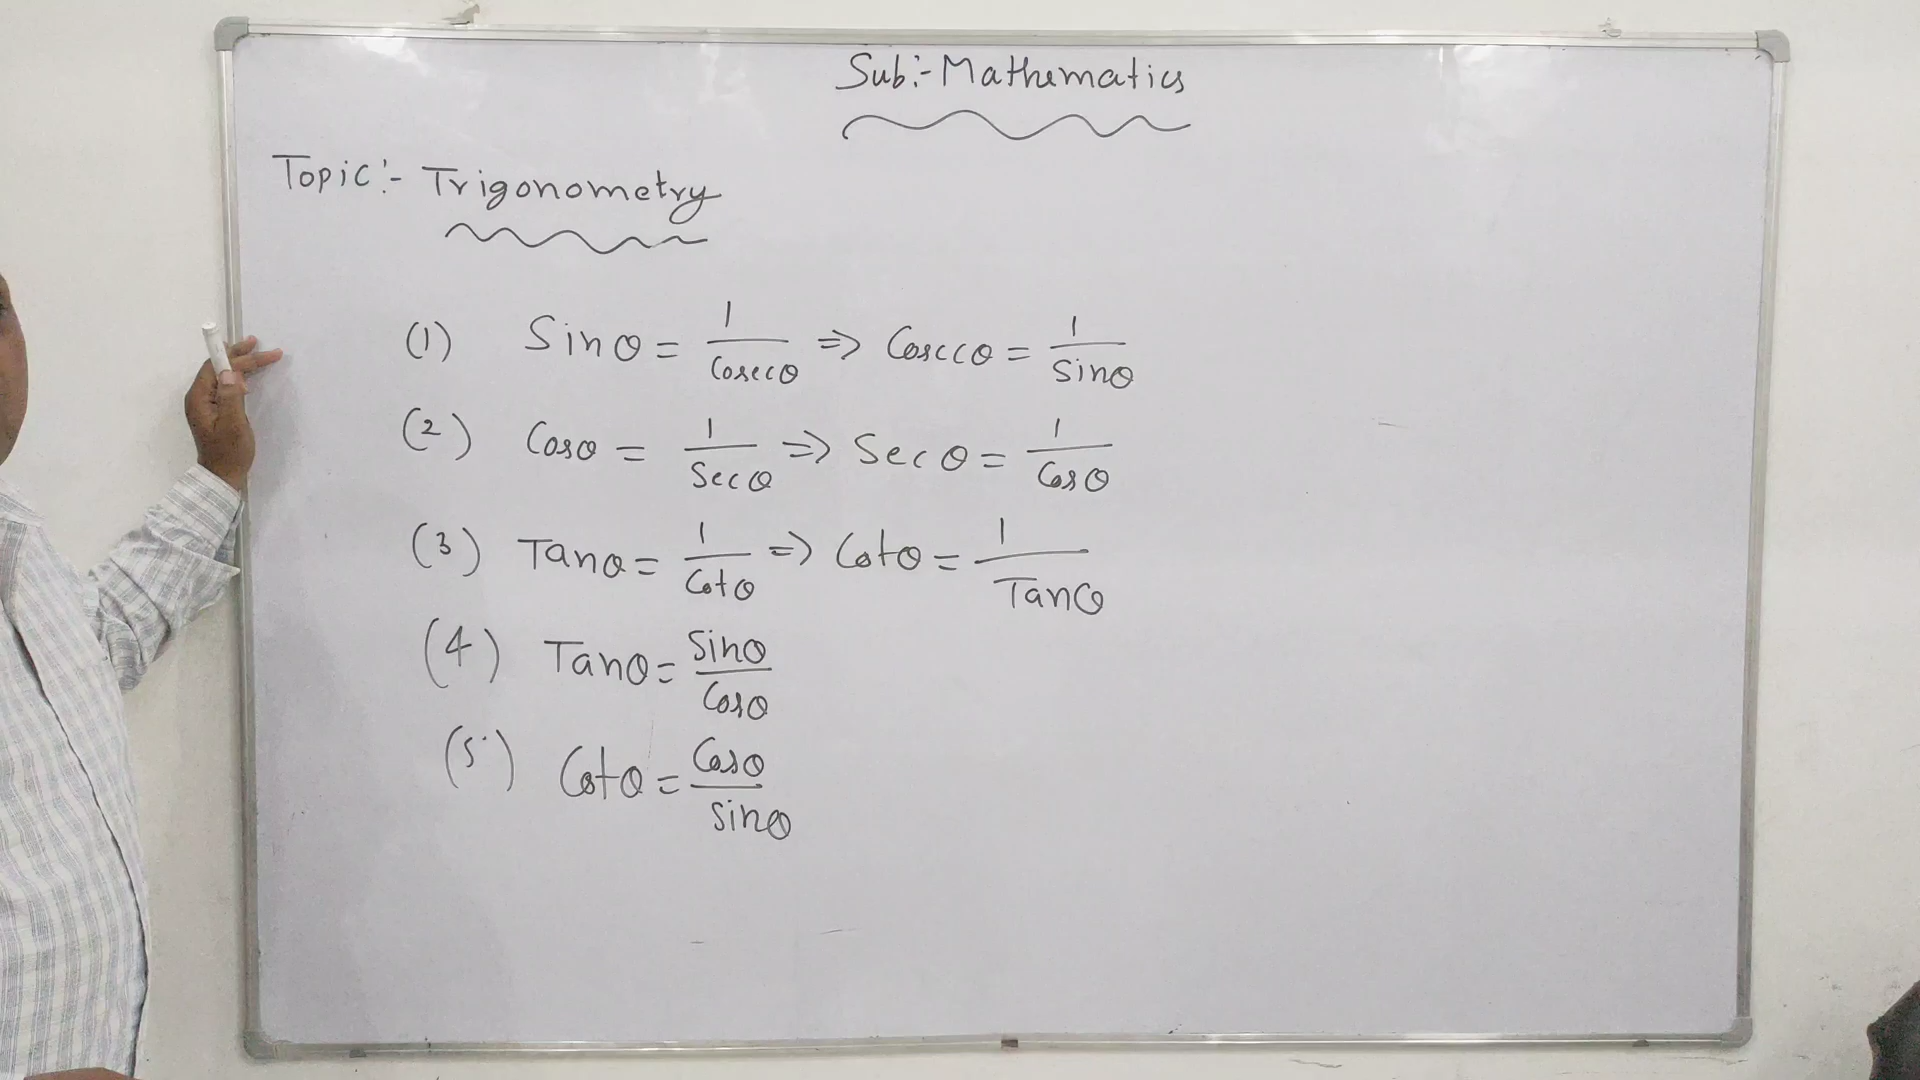 Sub:- Mathematics
Topic:- Trigonometry
(1) Sinθ = 1/Cosecθ => Cosecθ = 1/Sinθ
(2) Cosθ = 1/Secθ => Secθ = 1/Cosθ
(3) Tanθ = 1/Cotθ => Cotθ = 1/Tanθ
(4) Tanθ = Sinθ/Cosθ
(5) Cotθ = Cosθ/Sinθ